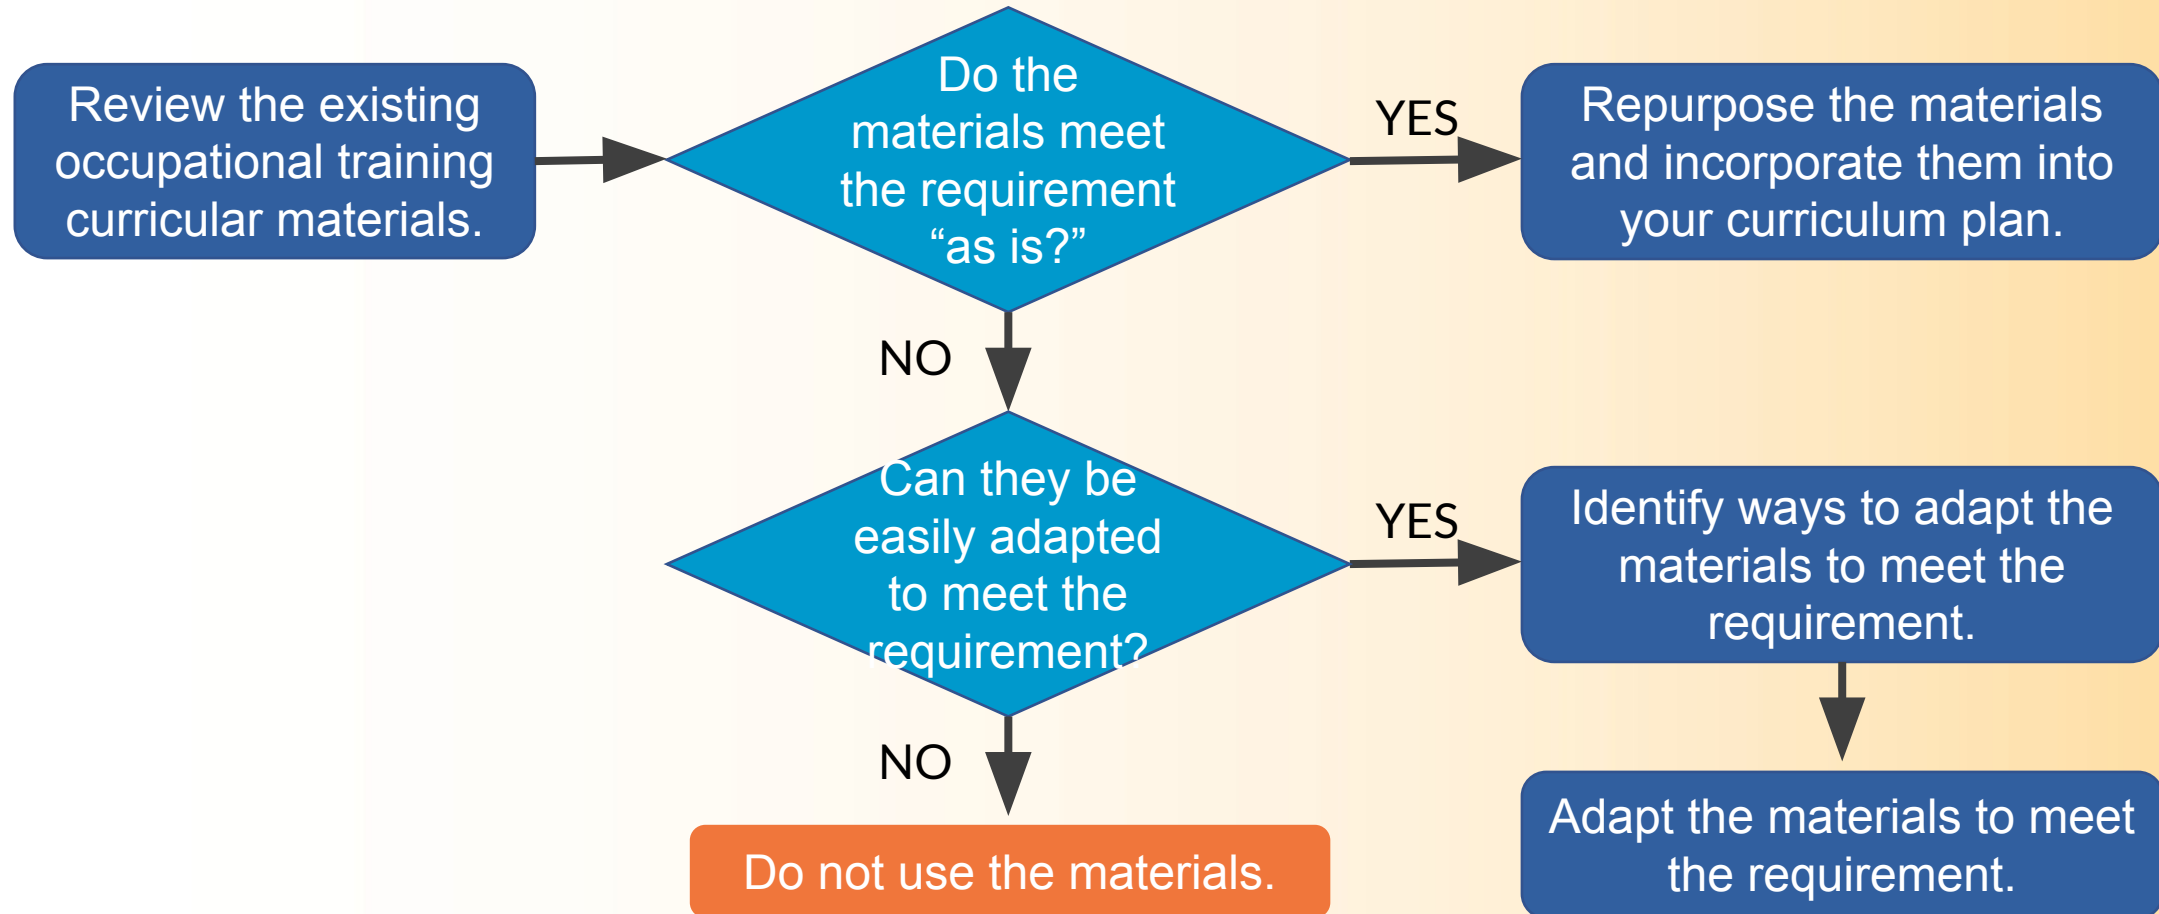 Review the existing
occupational training
curricular materials.
Do the
materials meet
the requirement
“as is?”
YES
Repurpose the materials
and incorporate them into
your curriculum plan.
NO
Can they be
easily adapted
to meet the
requirement?
YES
Identify ways to adapt the
materials to meet the
requirement.
NO
Do not use the materials.
Adapt the materials to meet
the requirement.